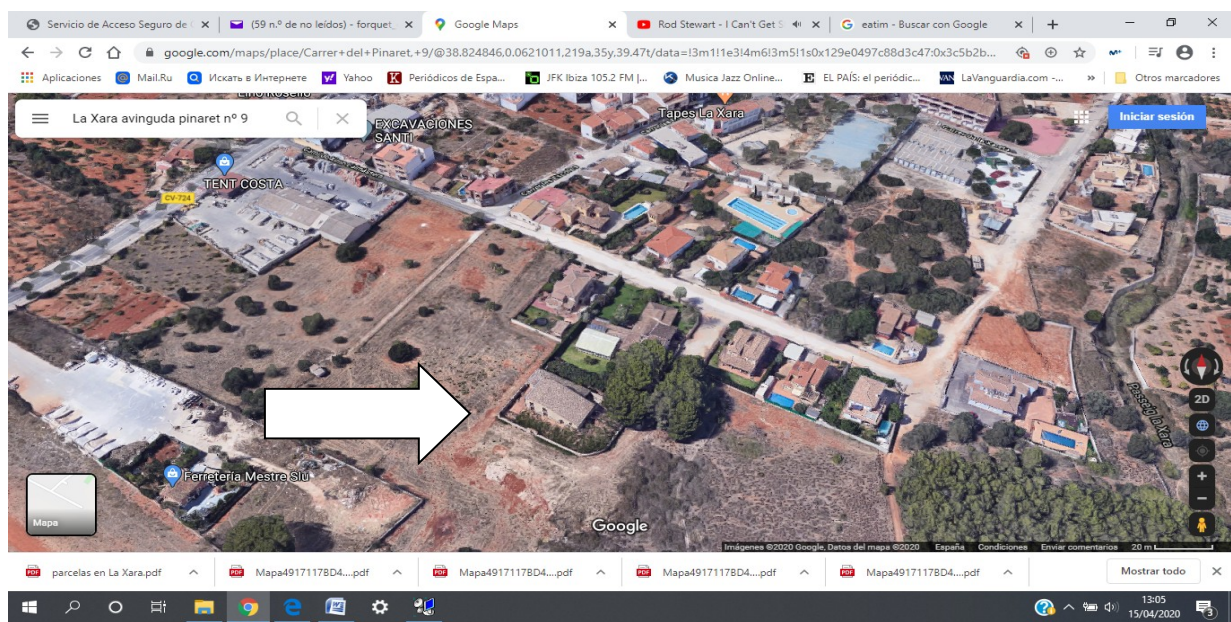 Servicio de Acceso Seguro de
(59 n.º de no leídos) - forquet_
Google Maps
Rod Stewart - I Can't Get S
eatim - Buscar con Google
google.com/maps/place/Carrer+del+Pinaret,+9/@38.824846,0.0621011,219a,35y,39.47t/data=!3m1!1e3!4m6!3m5!1s0x129e0497c88d3c47:0x3c5b2b...
Aplicaciones
Mail.Ru
Искать в Интернете
Yahoo
Periódicos de Espa...
JFK Ibiza 105.2 FM |...
Musica Jazz Online...
EL PAÍS: el periódic...
LaVanguardia.com -...
»
Otros marcadores
La Xara avinguda pinaret nº 9
EXCAVACIONES
SANTI
Tapes La Xara
Iniciar sesión
TENT COSTA
CV-724
Passeig La Xara
2D
Ferretería Mestre Slu
Mapa
Google
Imágenes ©2020 Google, Datos del mapa ©2020 España Condiciones Enviar comentarios 20 m
parcelas en La Xara.pdf
Mapa4917117BD4....pdf
Mapa4917117BD4....pdf
Mapa4917117BD4....pdf
Mapa4917117BD4....pdf
Mostrar todo
13:05
15/04/2020
3